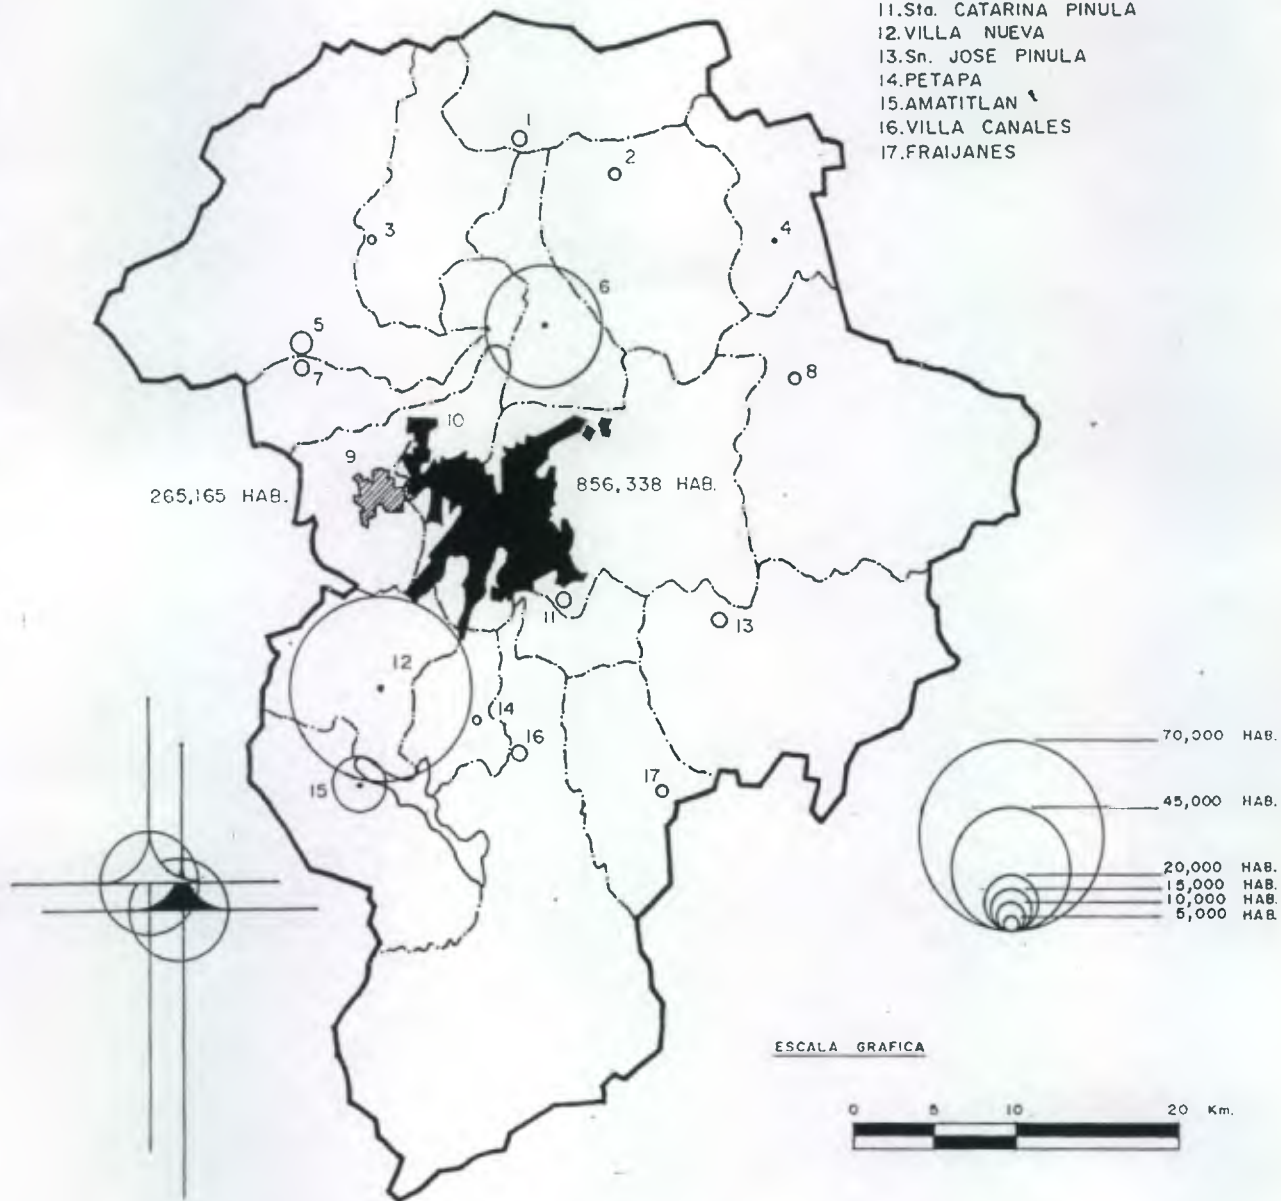 11.Sta. CATARINA PINULA
12.VILLA NUEVA
13.Sn. JOSE PINULA
14.PETAPA
15.AMATITLAN
16.VILLA CANALES
17.FRAIJANES
1
2
3
4
6
5
7
8
10
9
265,165 HAB.
856,338 HAB.
11
13
12
14
16
17
15
70,000 HAB.
45,000 HAB.
20,000 HAB.
15,000 HAB.
10,000 HAB.
5,000 HAB.
ESCALA GRAFICA
0 5 10 20 Km.